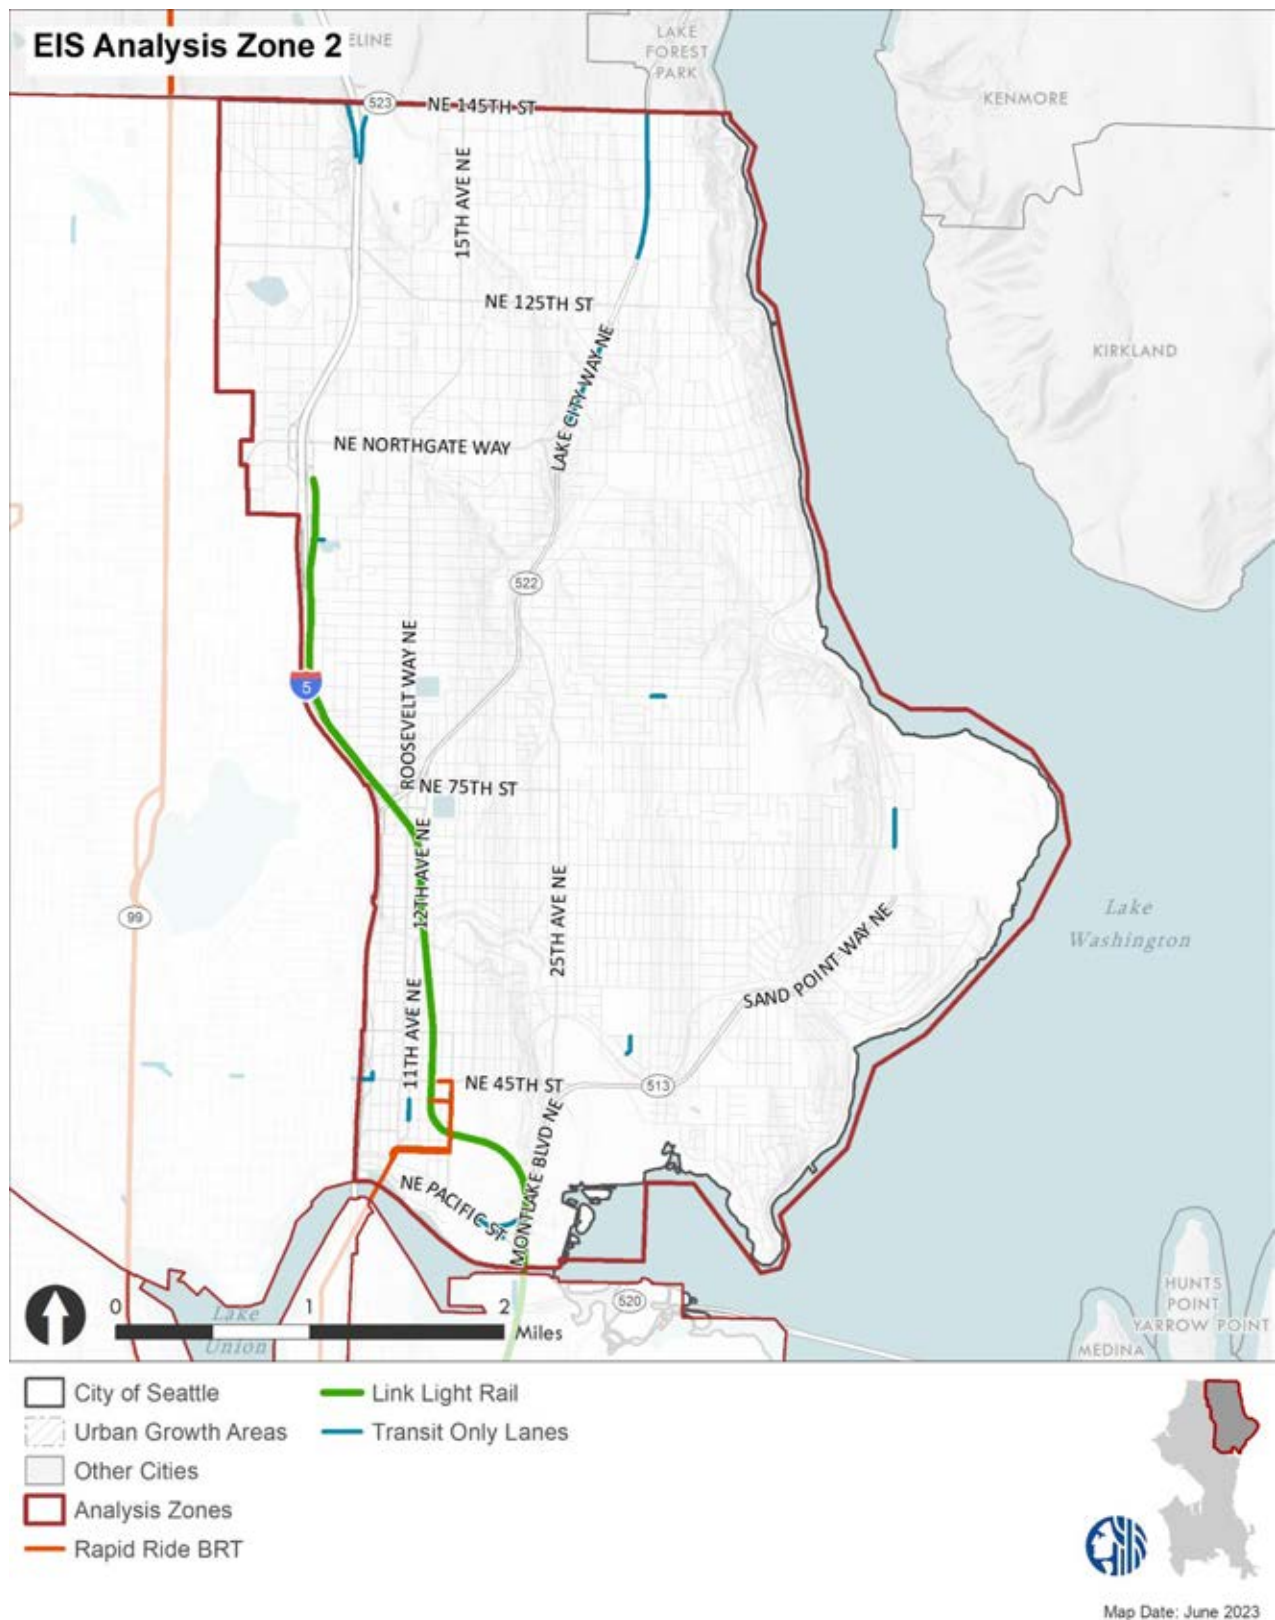 EIS Analysis Zone 2
ELINE
LAKE
FOREST
PARK
KENMORE
523
NE 145TH ST
15TH AVE NE
NE 125TH ST
KIRKLAND
LAKE CITY WAY NE
NE NORTHGATE WAY
522
ROOSEVELT WAY NE
5
NE 75TH ST
12TH AVE NE
25TH AVE NE
99
Lake
Washington
SAND POINT WAY NE
11TH AVE NE
NE 45TH ST
513
MONTLAKE BLVD NE
NE PACIFIC ST
HUNTS
POINT
YARROW POINT
MEDINA
520
0 1 2
Miles
Lake
Union
City of Seattle
Urban Growth Areas
Other Cities
Analysis Zones
Rapid Ride BRT
Link Light Rail
Transit Only Lanes
Map Date: June 2023